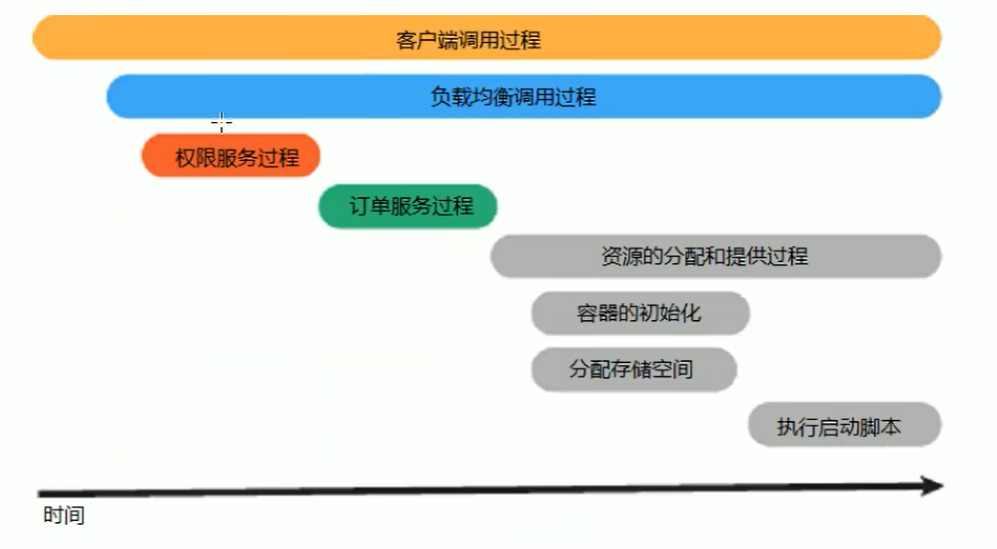 客户端调用过程
负载均衡调用过程
权限服务过程
订单服务过程
资源的分配和提供过程
容器的初始化
分配存储空间
执行启动脚本
时间